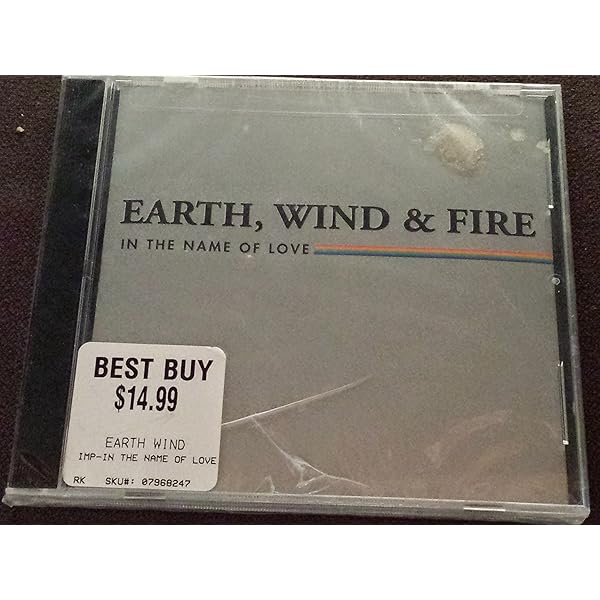 EARTH, WIND & FIRE
IN THE NAME OF LOVE
BEST BUY
$14.99
EARTH WIND
IMP-IN THE NAME OF LOVE
RK SKU#: 07968247